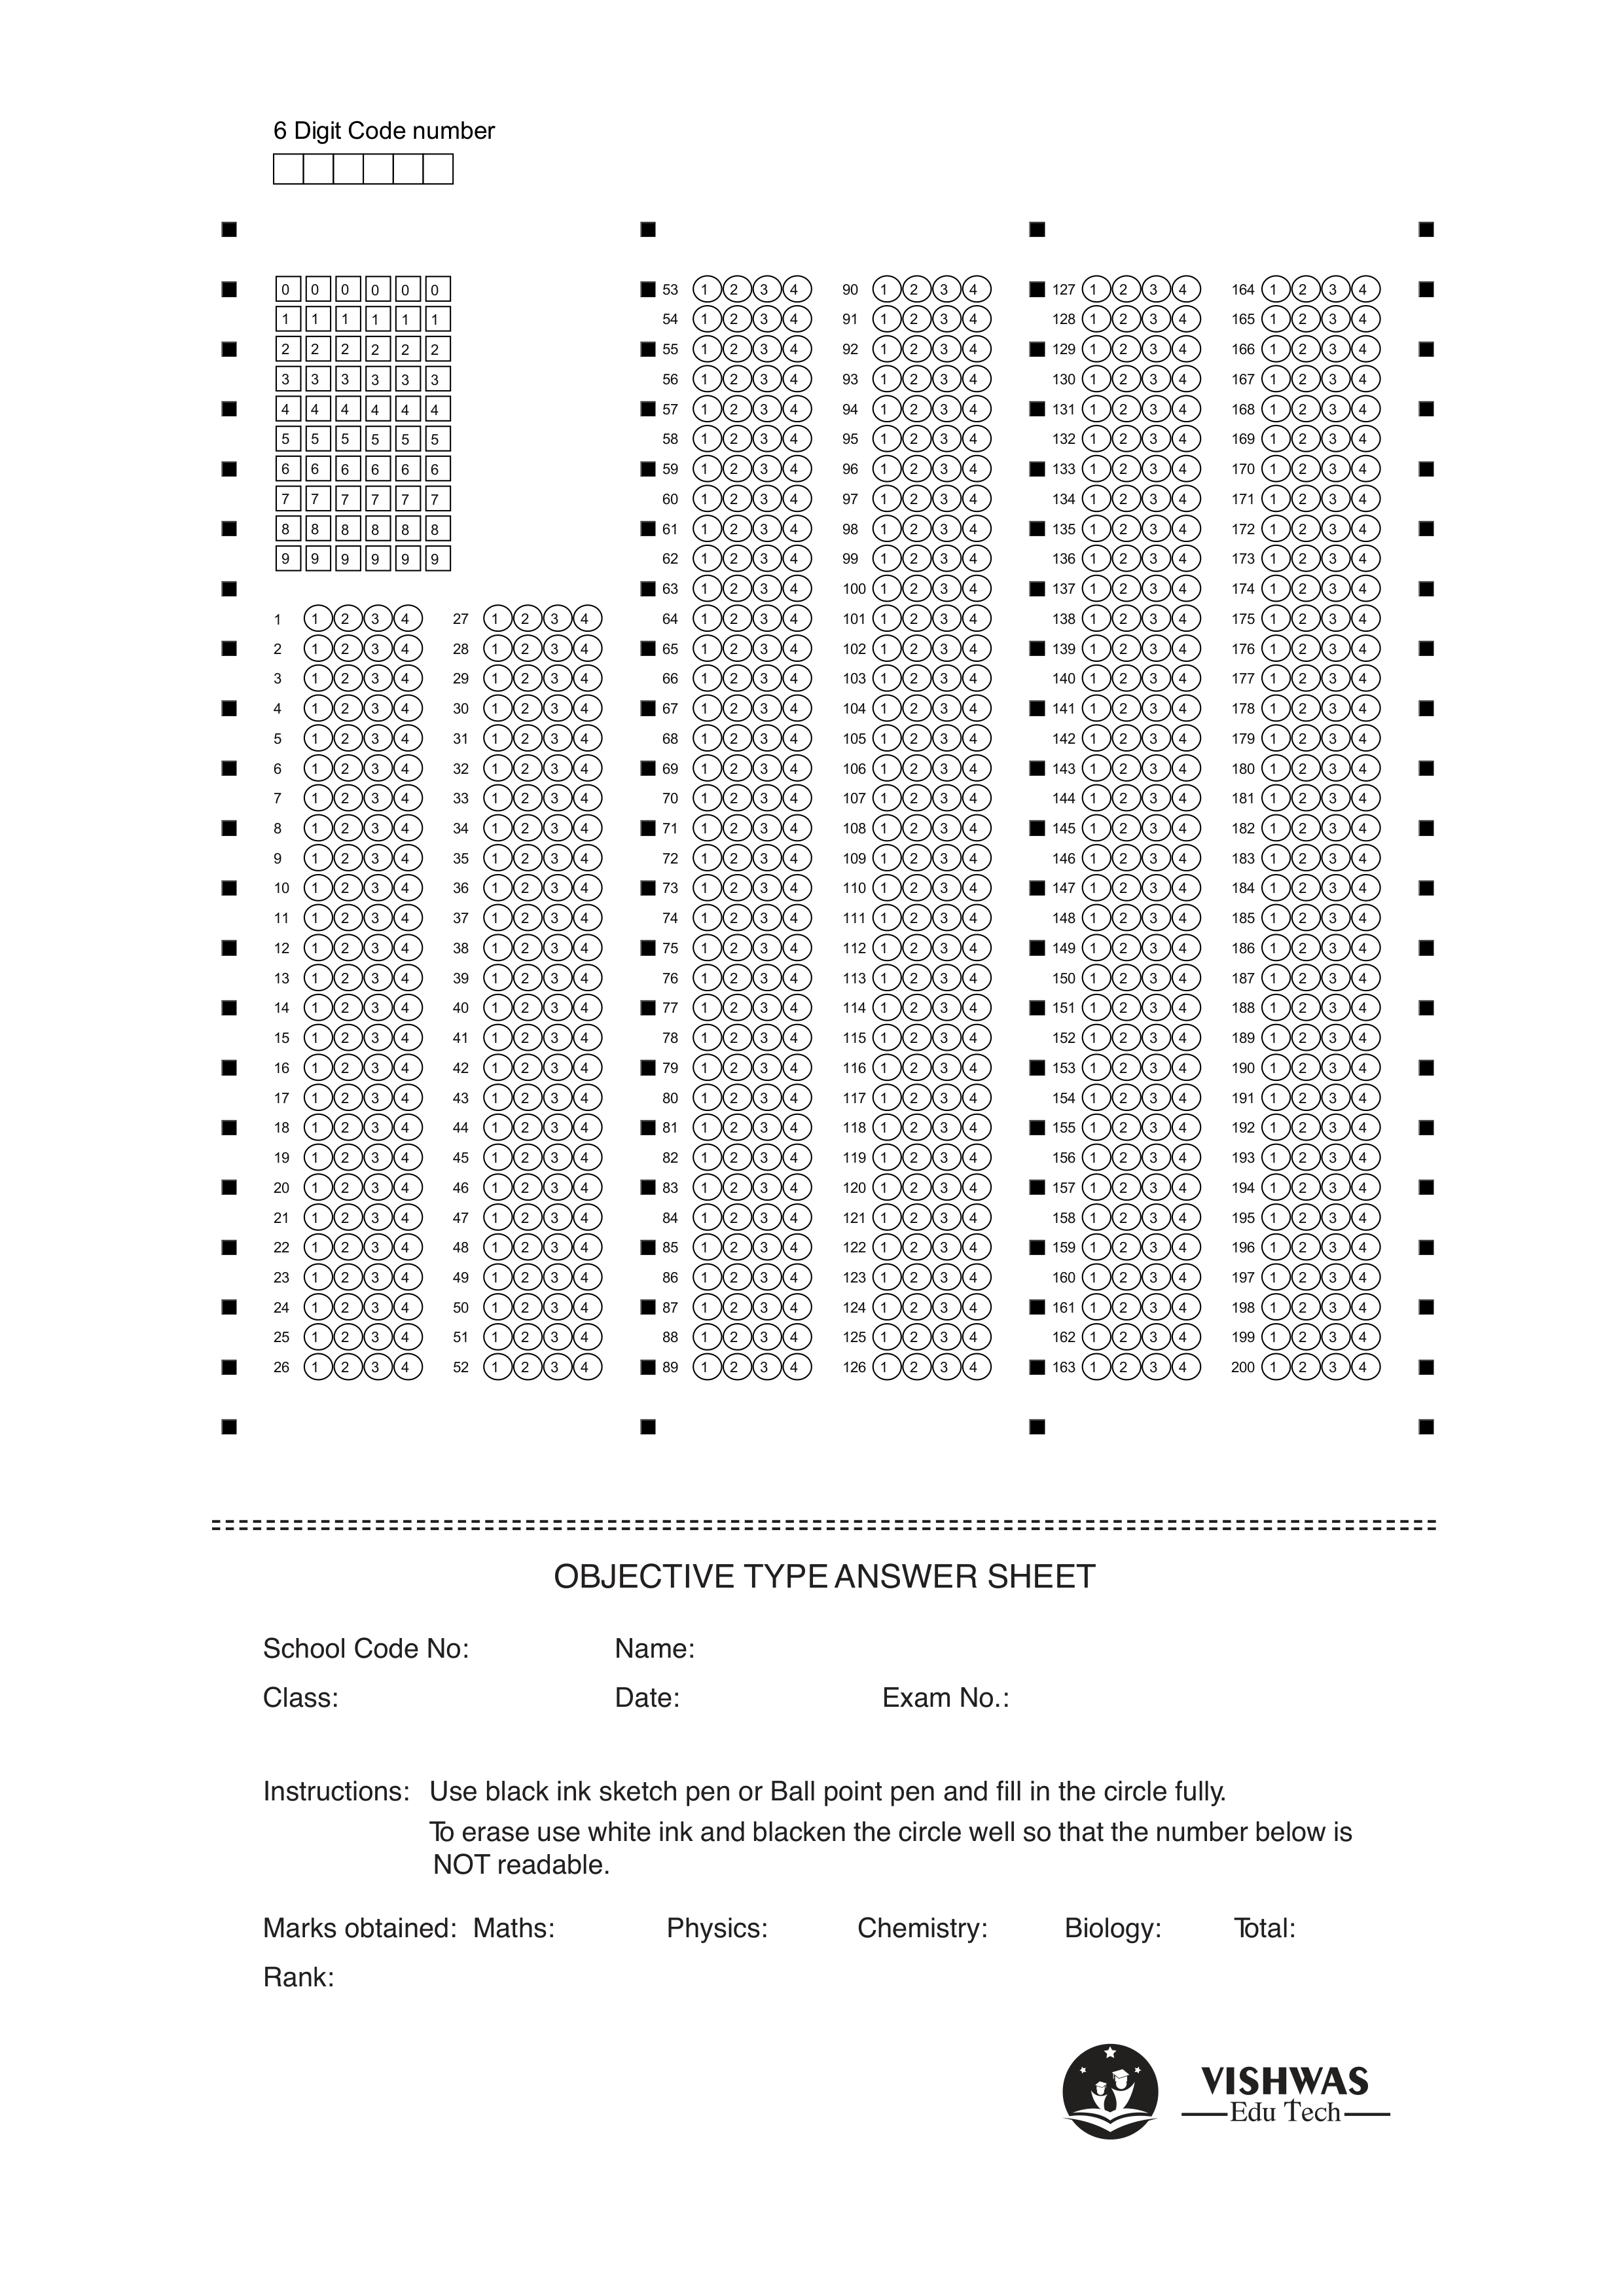 6 Digit Code number
0 0 0 0 0 0
1 1 1 1 1 1
2 2 2 2 2 2
3 3 3 3 3 3
4 4 4 4 4 4
5 5 5 5 5 5
6 6 6 6 6 6
7 7 7 7 7 7
8 8 8 8 8 8
9 9 9 9 9 9
1 1 2 3 4
2 1 2 3 4
3 1 2 3 4
4 1 2 3 4
5 1 2 3 4
6 1 2 3 4
7 1 2 3 4
8 1 2 3 4
9 1 2 3 4
10 1 2 3 4
11 1 2 3 4
12 1 2 3 4
13 1 2 3 4
14 1 2 3 4
15 1 2 3 4
16 1 2 3 4
17 1 2 3 4
18 1 2 3 4
19 1 2 3 4
20 1 2 3 4
21 1 2 3 4
22 1 2 3 4
23 1 2 3 4
24 1 2 3 4
25 1 2 3 4
26 1 2 3 4
27 1 2 3 4
28 1 2 3 4
29 1 2 3 4
30 1 2 3 4
31 1 2 3 4
32 1 2 3 4
33 1 2 3 4
34 1 2 3 4
35 1 2 3 4
36 1 2 3 4
37 1 2 3 4
38 1 2 3 4
39 1 2 3 4
40 1 2 3 4
41 1 2 3 4
42 1 2 3 4
43 1 2 3 4
44 1 2 3 4
45 1 2 3 4
46 1 2 3 4
47 1 2 3 4
48 1 2 3 4
49 1 2 3 4
50 1 2 3 4
51 1 2 3 4
52 1 2 3 4
53 1 2 3 4
54 1 2 3 4
55 1 2 3 4
56 1 2 3 4
57 1 2 3 4
58 1 2 3 4
59 1 2 3 4
60 1 2 3 4
61 1 2 3 4
62 1 2 3 4
63 1 2 3 4
64 1 2 3 4
65 1 2 3 4
66 1 2 3 4
67 1 2 3 4
68 1 2 3 4
69 1 2 3 4
70 1 2 3 4
71 1 2 3 4
72 1 2 3 4
73 1 2 3 4
74 1 2 3 4
75 1 2 3 4
76 1 2 3 4
77 1 2 3 4
78 1 2 3 4
79 1 2 3 4
80 1 2 3 4
81 1 2 3 4
82 1 2 3 4
83 1 2 3 4
84 1 2 3 4
85 1 2 3 4
86 1 2 3 4
87 1 2 3 4
88 1 2 3 4
89 1 2 3 4
90 1 2 3 4
91 1 2 3 4
92 1 2 3 4
93 1 2 3 4
94 1 2 3 4
95 1 2 3 4
96 1 2 3 4
97 1 2 3 4
98 1 2 3 4
99 1 2 3 4
100 1 2 3 4
101 1 2 3 4
102 1 2 3 4
103 1 2 3 4
104 1 2 3 4
105 1 2 3 4
106 1 2 3 4
107 1 2 3 4
108 1 2 3 4
109 1 2 3 4
110 1 2 3 4
111 1 2 3 4
112 1 2 3 4
113 1 2 3 4
114 1 2 3 4
115 1 2 3 4
116 1 2 3 4
117 1 2 3 4
118 1 2 3 4
119 1 2 3 4
120 1 2 3 4
121 1 2 3 4
122 1 2 3 4
123 1 2 3 4
124 1 2 3 4
125 1 2 3 4
126 1 2 3 4
127 1 2 3 4
128 1 2 3 4
129 1 2 3 4
130 1 2 3 4
131 1 2 3 4
132 1 2 3 4
133 1 2 3 4
134 1 2 3 4
135 1 2 3 4
136 1 2 3 4
137 1 2 3 4
138 1 2 3 4
139 1 2 3 4
140 1 2 3 4
141 1 2 3 4
142 1 2 3 4
143 1 2 3 4
144 1 2 3 4
145 1 2 3 4
146 1 2 3 4
147 1 2 3 4
148 1 2 3 4
149 1 2 3 4
150 1 2 3 4
151 1 2 3 4
152 1 2 3 4
153 1 2 3 4
154 1 2 3 4
155 1 2 3 4
156 1 2 3 4
157 1 2 3 4
158 1 2 3 4
159 1 2 3 4
160 1 2 3 4
161 1 2 3 4
162 1 2 3 4
163 1 2 3 4
164 1 2 3 4
165 1 2 3 4
166 1 2 3 4
167 1 2 3 4
168 1 2 3 4
169 1 2 3 4
170 1 2 3 4
171 1 2 3 4
172 1 2 3 4
173 1 2 3 4
174 1 2 3 4
175 1 2 3 4
176 1 2 3 4
177 1 2 3 4
178 1 2 3 4
179 1 2 3 4
180 1 2 3 4
181 1 2 3 4
182 1 2 3 4
183 1 2 3 4
184 1 2 3 4
185 1 2 3 4
186 1 2 3 4
187 1 2 3 4
188 1 2 3 4
189 1 2 3 4
190 1 2 3 4
191 1 2 3 4
192 1 2 3 4
193 1 2 3 4
194 1 2 3 4
195 1 2 3 4
196 1 2 3 4
197 1 2 3 4
198 1 2 3 4
199 1 2 3 4
200 1 2 3 4
OBJECTIVE TYPE ANSWER SHEET
School Code No: Name:
Class: Date: Exam No.:
Instructions: Use black ink sketch pen or Ball point pen and fill in the circle fully.
To erase use white ink and blacken the circle well so that the number below is
NOT readable.
Marks obtained: Maths: Physics: Chemistry: Biology: Total:
Rank:
VISHWAS
Edu Tech